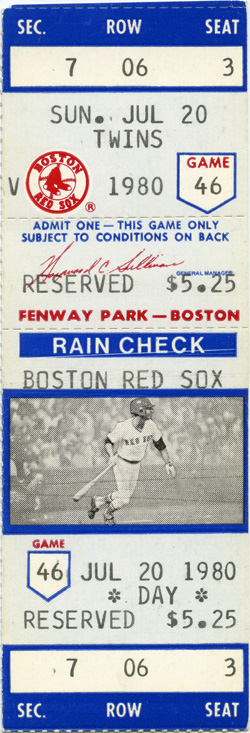 SEC. ROW SEAT
7 06 3
SUN. JUL 20
TWINS
V BOSTON RED SOX ® 1980 GAME 46
ADMIT ONE—THIS GAME ONLY
SUBJECT TO CONDITIONS ON BACK
Haywood C. Sullivan GENERAL MANAGER
RESERVED $5.25
FENWAY PARK—BOSTON
RAIN CHECK
BOSTON RED SOX
RED SOX
GAME
46 JUL 20 1980
* DAY *
RESERVED $5.25
7 06 3
SEC. ROW SEAT